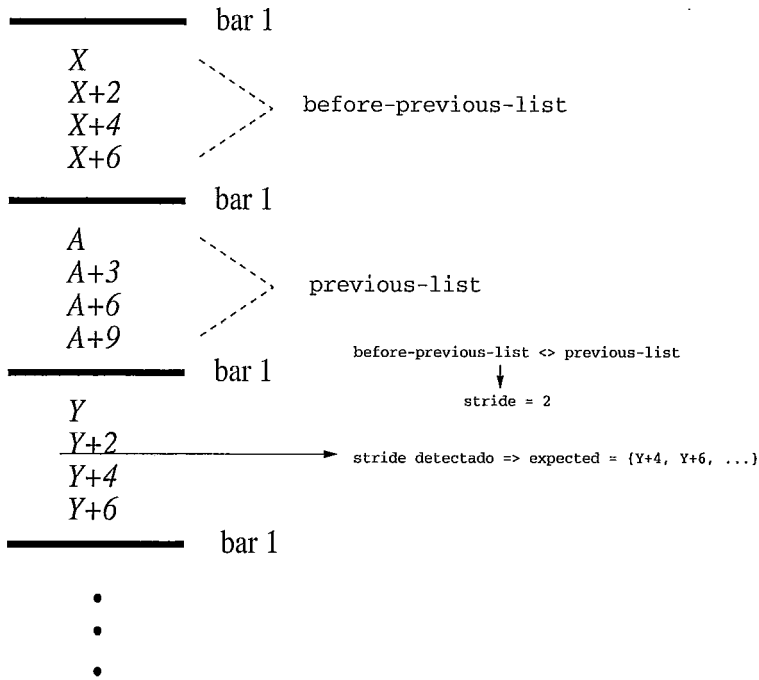 bar 1
X
X+2
X+4
X+6
before-previous-list
bar 1
A
A+3
A+6
A+9
previous-list
bar 1
before-previous-list <> previous-list
stride = 2
Y
Y+2
Y+4
Y+6
stride detectado => expected = {Y+4, Y+6, ...}
bar 1